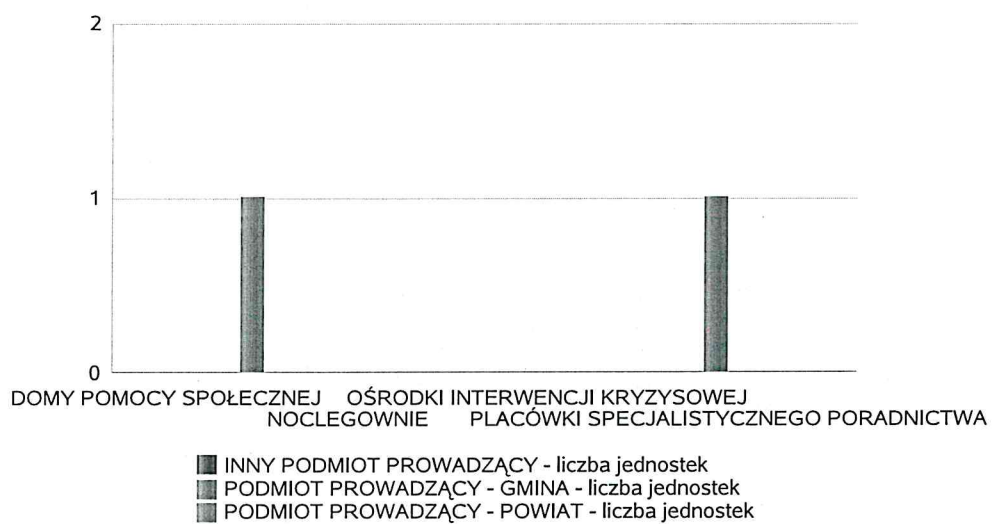 2
1
0
DOMY POMOCY SPOŁECZNEJ OŚRODKI INTERWENCJI KRYZYSOWEJ
NOCLEGOWNIE PLACÓWKI SPECJALISTYCZNEGO PORADNICTWA
INNY PODMIOT PROWADZĄCY - liczba jednostek
PODMIOT PROWADZĄCY - GMINA - liczba jednostek
PODMIOT PROWADZĄCY - POWIAT - liczba jednostek